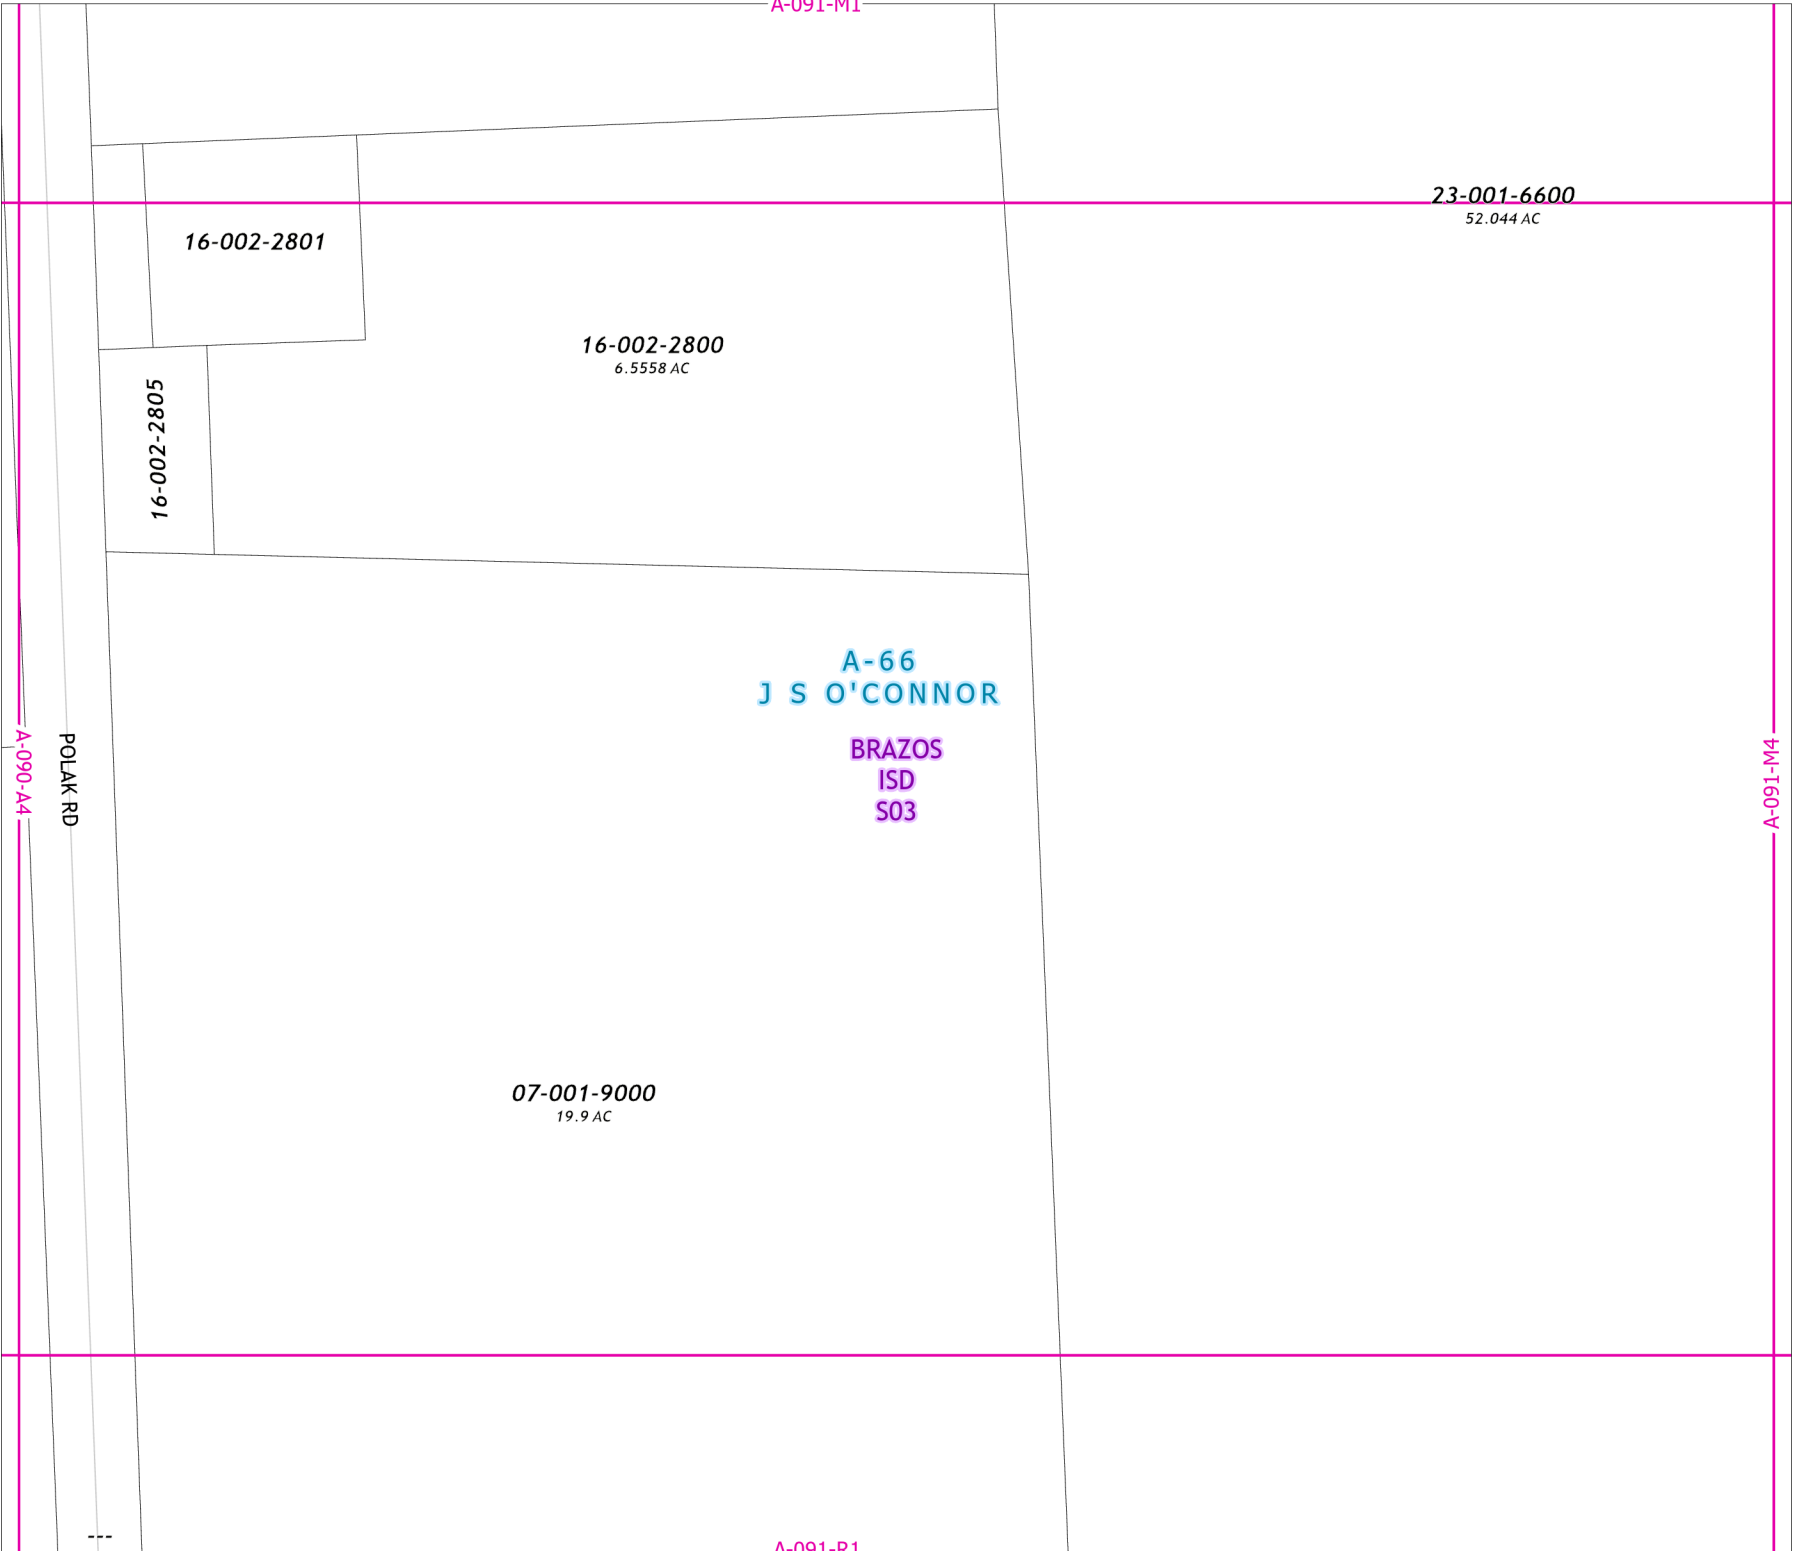 A-091-M1
23-001-6600
52.044 AC
16-002-2801
16-002-2800
6.5558 AC
16-002-2805
A-66
J S O'CONNOR
BRAZOS
ISD
S03
A-090-A4
POLAK RD
A-091-M4
07-001-9000
19.9 AC
---
A-091-R1